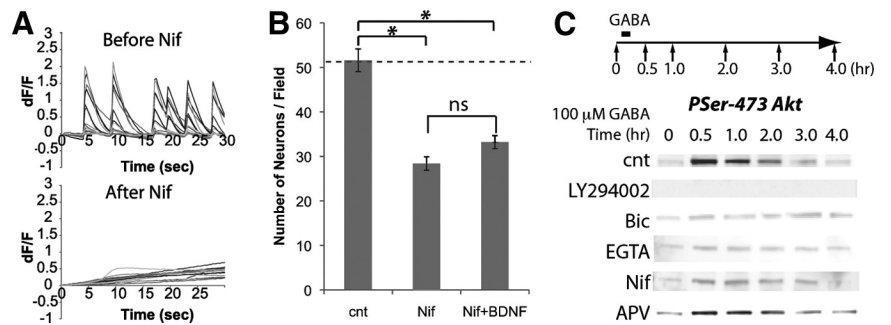 A
Before Nif
dF/F
3
2.5
2
1.5
1
0.5
0
-0.5
-1
0 5 10 15 20 25 30
Time (sec)
After Nif
dF/F
3
2.5
2
1.5
1
0.5
0
-0.5
-1
0 5 10 15 20 25
Time (sec)
B
Number of Neurons / Field
60
50
40
30
20
10
0
*
*
ns
cnt Nif Nif+BDNF
C
GABA
0 0.5 1.0 2.0 3.0 4.0 (hr)
PSer-473 Akt
100 µM GABA
Time (hr) 0 0.5 1.0 2.0 3.0 4.0
cnt
LY294002
Bic
EGTA
Nif
APV